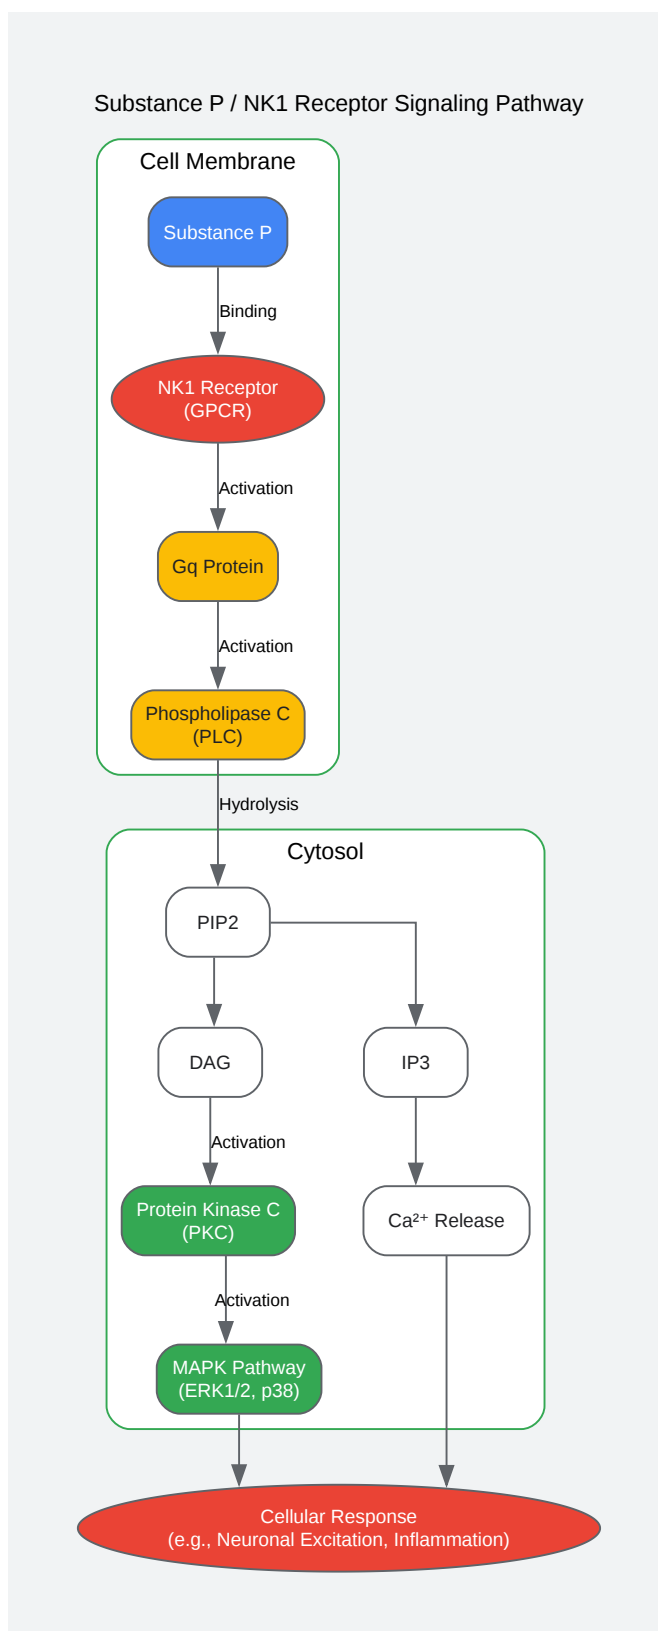 Substance P / NK1 Receptor Signaling Pathway
Cell Membrane
Substance P
Binding
NK1 Receptor
(GPCR)
Activation
Gq Protein
Activation
Phospholipase C
(PLC)
Hydrolysis
Cytosol
PIP2
DAG
IP3
Activation
Protein Kinase C
(PKC)
Ca²⁺ Release
Activation
MAPK Pathway
(ERK1/2, p38)
Cellular Response
(e.g., Neuronal Excitation, Inflammation)